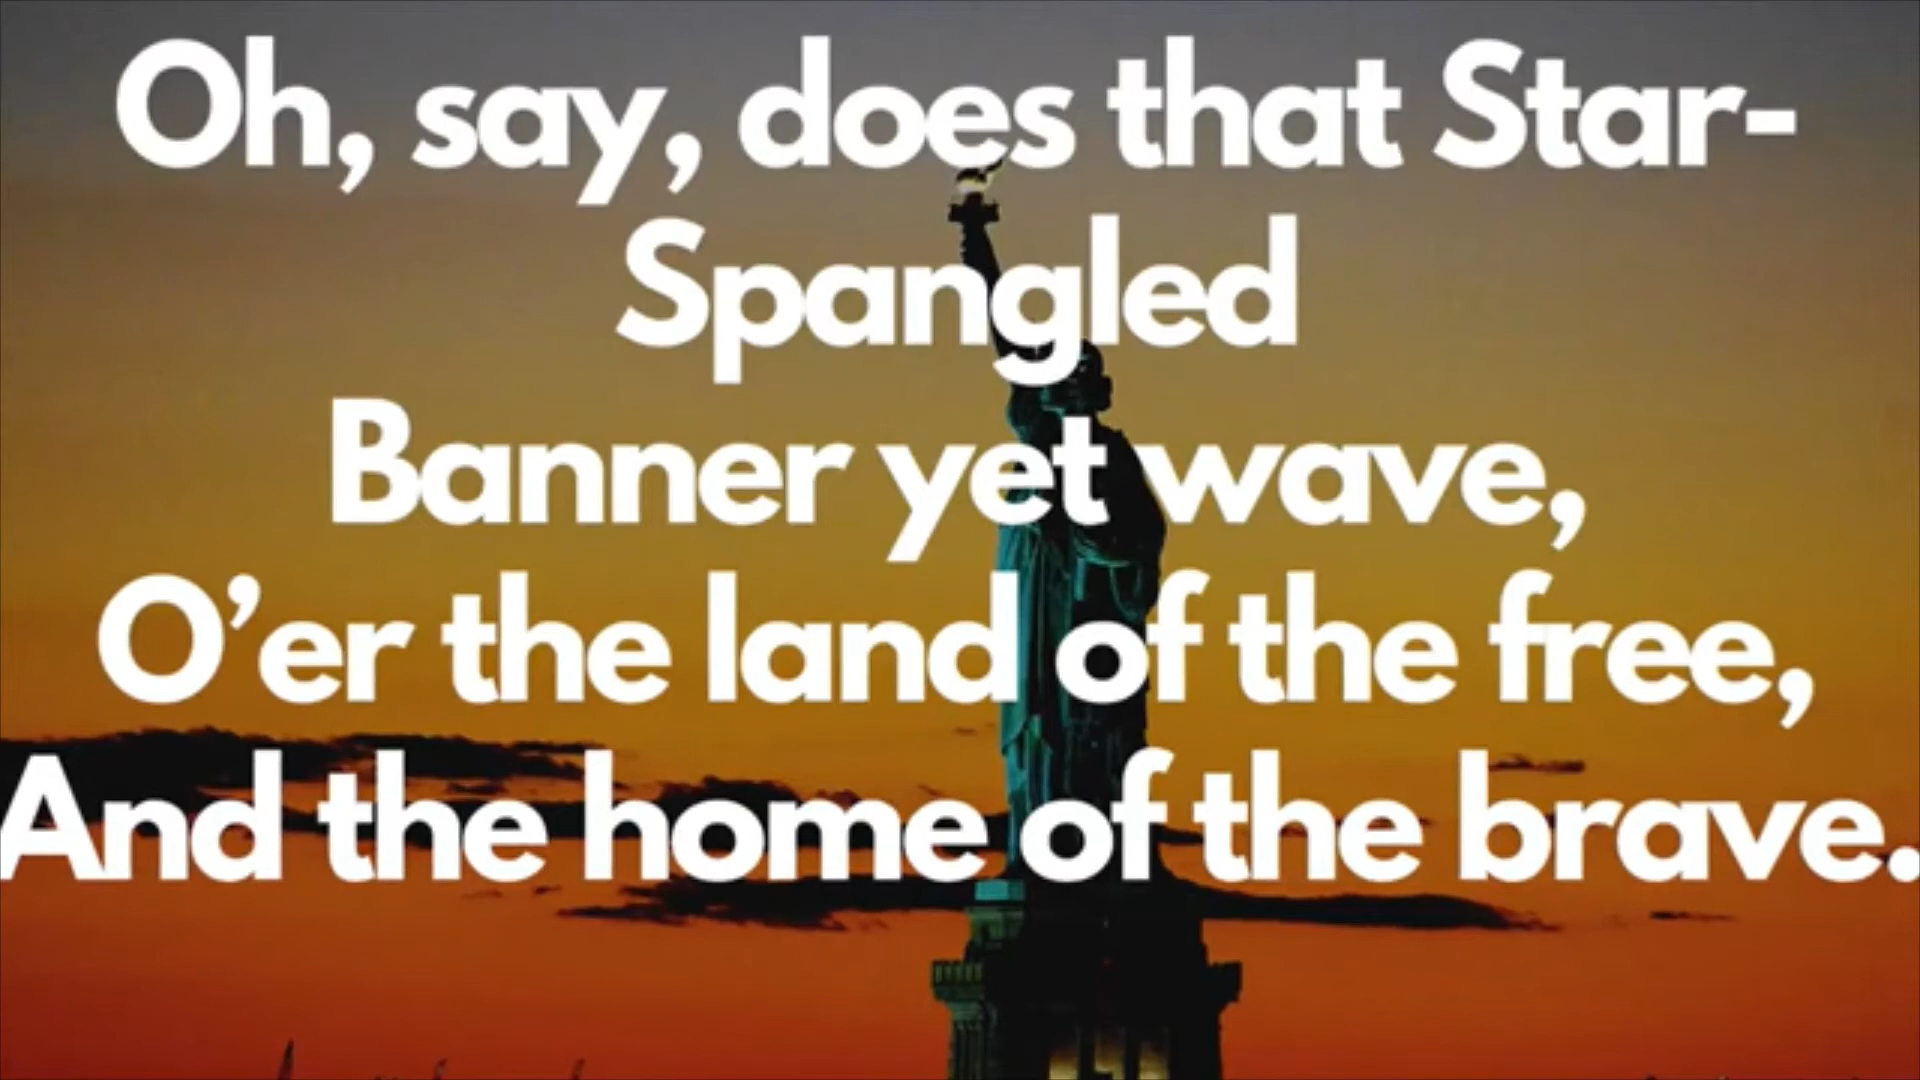 Oh, say, does that Star-
Spangled
Banner yet wave,
O’er the land of the free,
And the home of the brave.